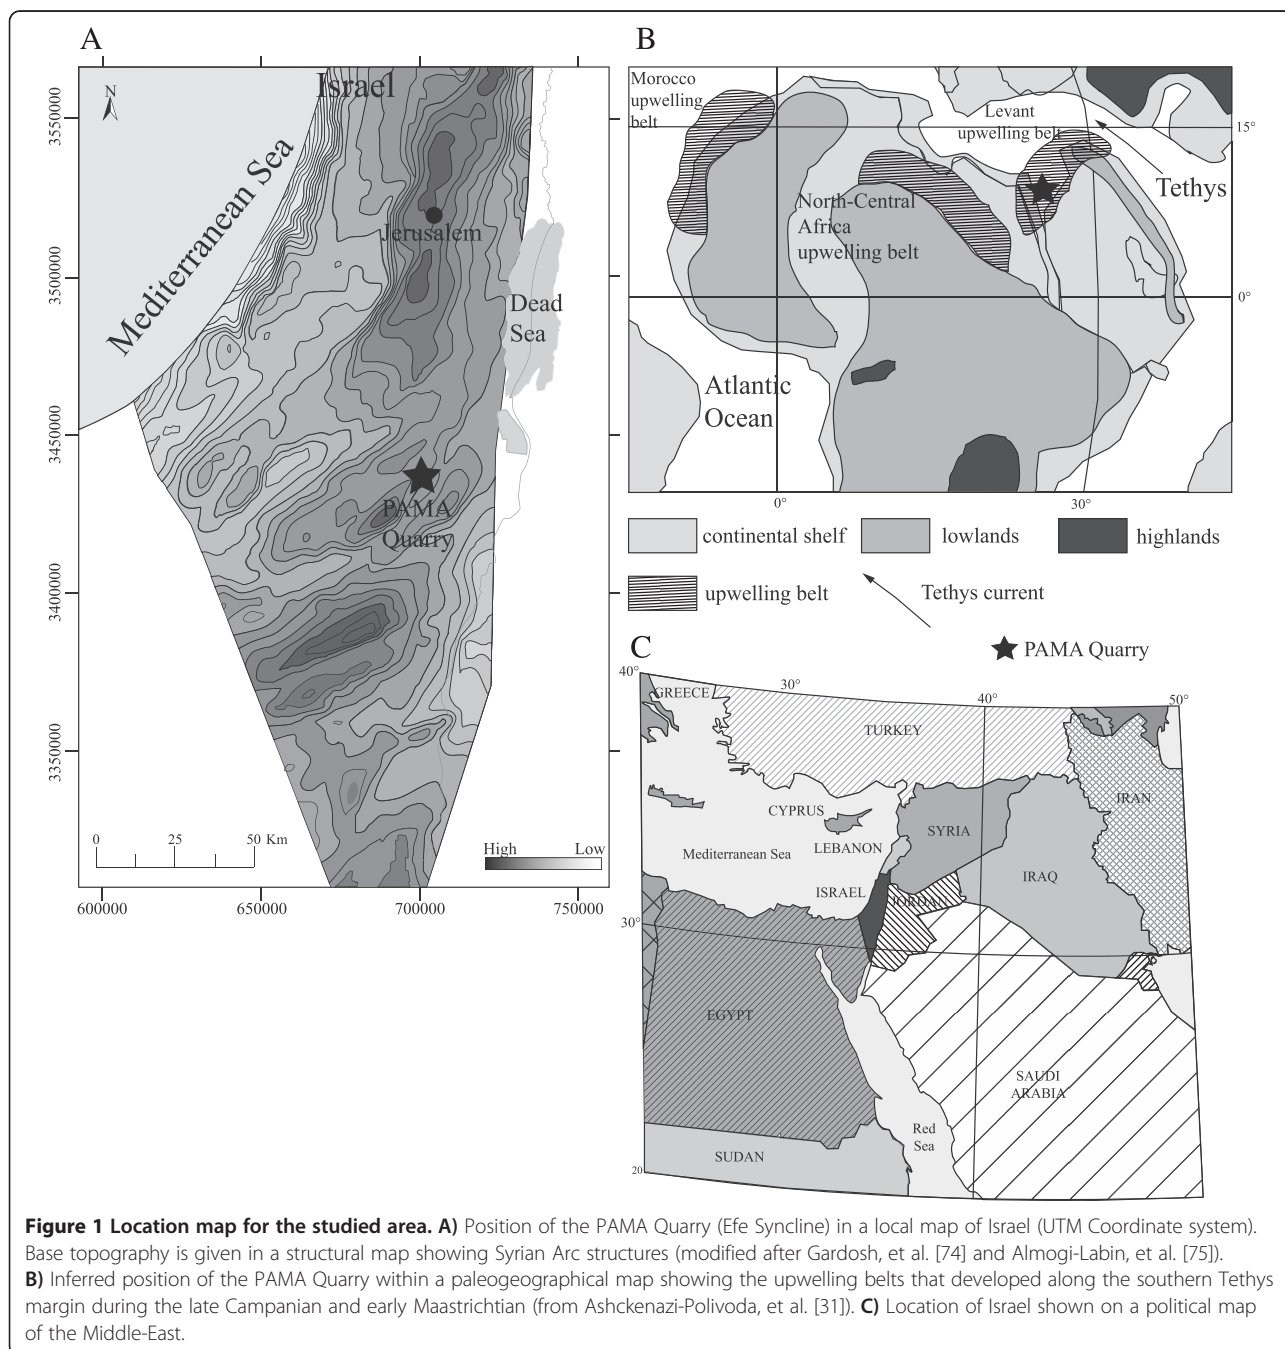 A
N
Israel
Mediterranean Sea
Jerusalem
Dead
Sea
PAMA
Quarry
3550000
3500000
3450000
3400000
3350000
0 25 50 Km
High Low
600000 650000 700000 750000
B
Morocco
upwelling
belt
Levant
upwelling belt
15°
Tethys
North-Central
Africa
upwelling belt
0°
Atlantic
Ocean
0° 30°
continental shelf lowlands highlands
upwelling belt Tethys current
PAMA Quarry
C
40° 30° 40° 50°
GREECE
TURKEY
IRAN
CYPRUS
SYRIA
LEBANON
Mediterranean Sea
IRAQ
ISRAEL
JORDAN
30°
EGYPT
SAUDI
ARABIA
Red
Sea
SUDAN
20
Figure 1 Location map for the studied area. A) Position of the PAMA Quarry (Efe Syncline) in a local map of Israel (UTM Coordinate system).
Base topography is given in a structural map showing Syrian Arc structures (modified after Gardosh, et al. [74] and Almogi-Labin, et al. [75]).
B) Inferred position of the PAMA Quarry within a paleogeographical map showing the upwelling belts that developed along the southern Tethys
margin during the late Campanian and early Maastrichtian (from Ashckenazi-Polivoda, et al. [31]). C) Location of Israel shown on a political map
of the Middle-East.